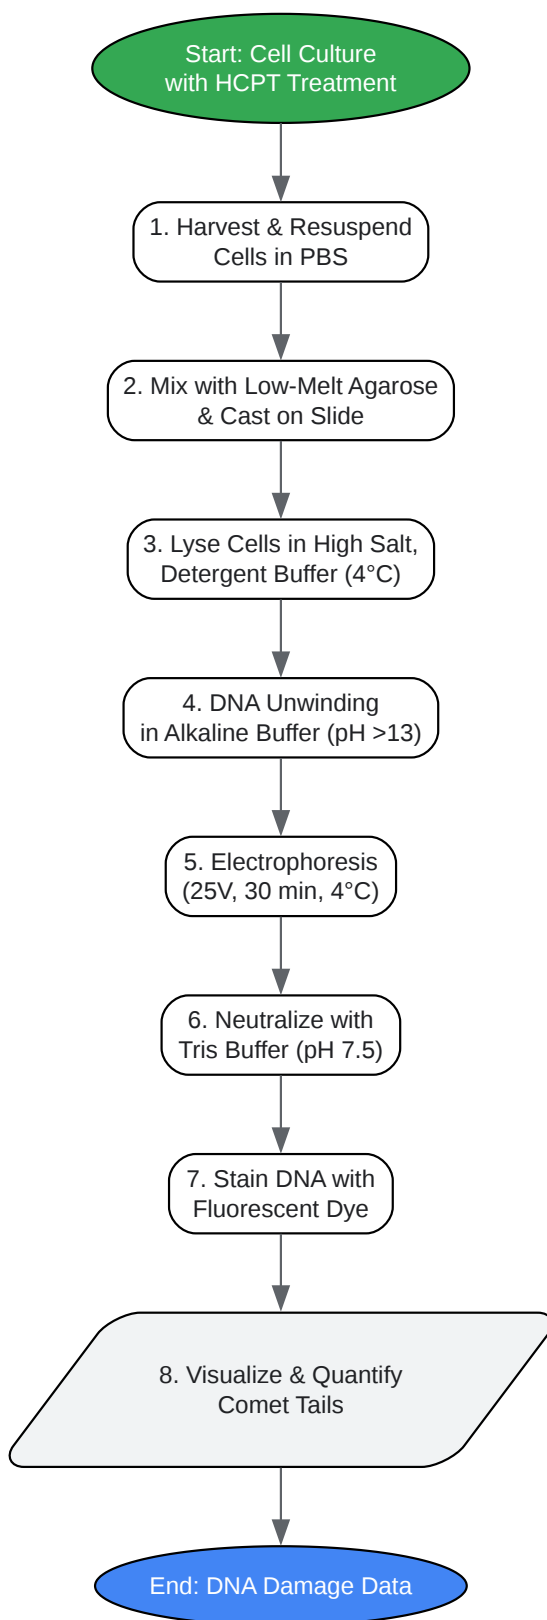 Start: Cell Culture
with HCPT Treatment
1. Harvest & Resuspend
Cells in PBS
2. Mix with Low-Melt Agarose
& Cast on Slide
3. Lyse Cells in High Salt,
Detergent Buffer (4°C)
4. DNA Unwinding
in Alkaline Buffer (pH >13)
5. Electrophoresis
(25V, 30 min, 4°C)
6. Neutralize with
Tris Buffer (pH 7.5)
7. Stain DNA with
Fluorescent Dye
8. Visualize & Quantify
Comet Tails
End: DNA Damage Data